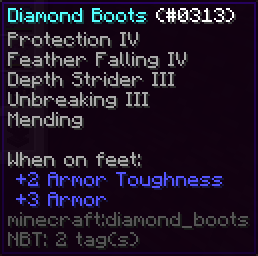 Diamond Boots (#0313)
Protection IV
Feather Falling IV
Depth Strider III
Unbreaking III
Mending
When on feet:
+2 Armor Toughness
+3 Armor
minecraft:diamond_boots
NBT: 2 tag(s)